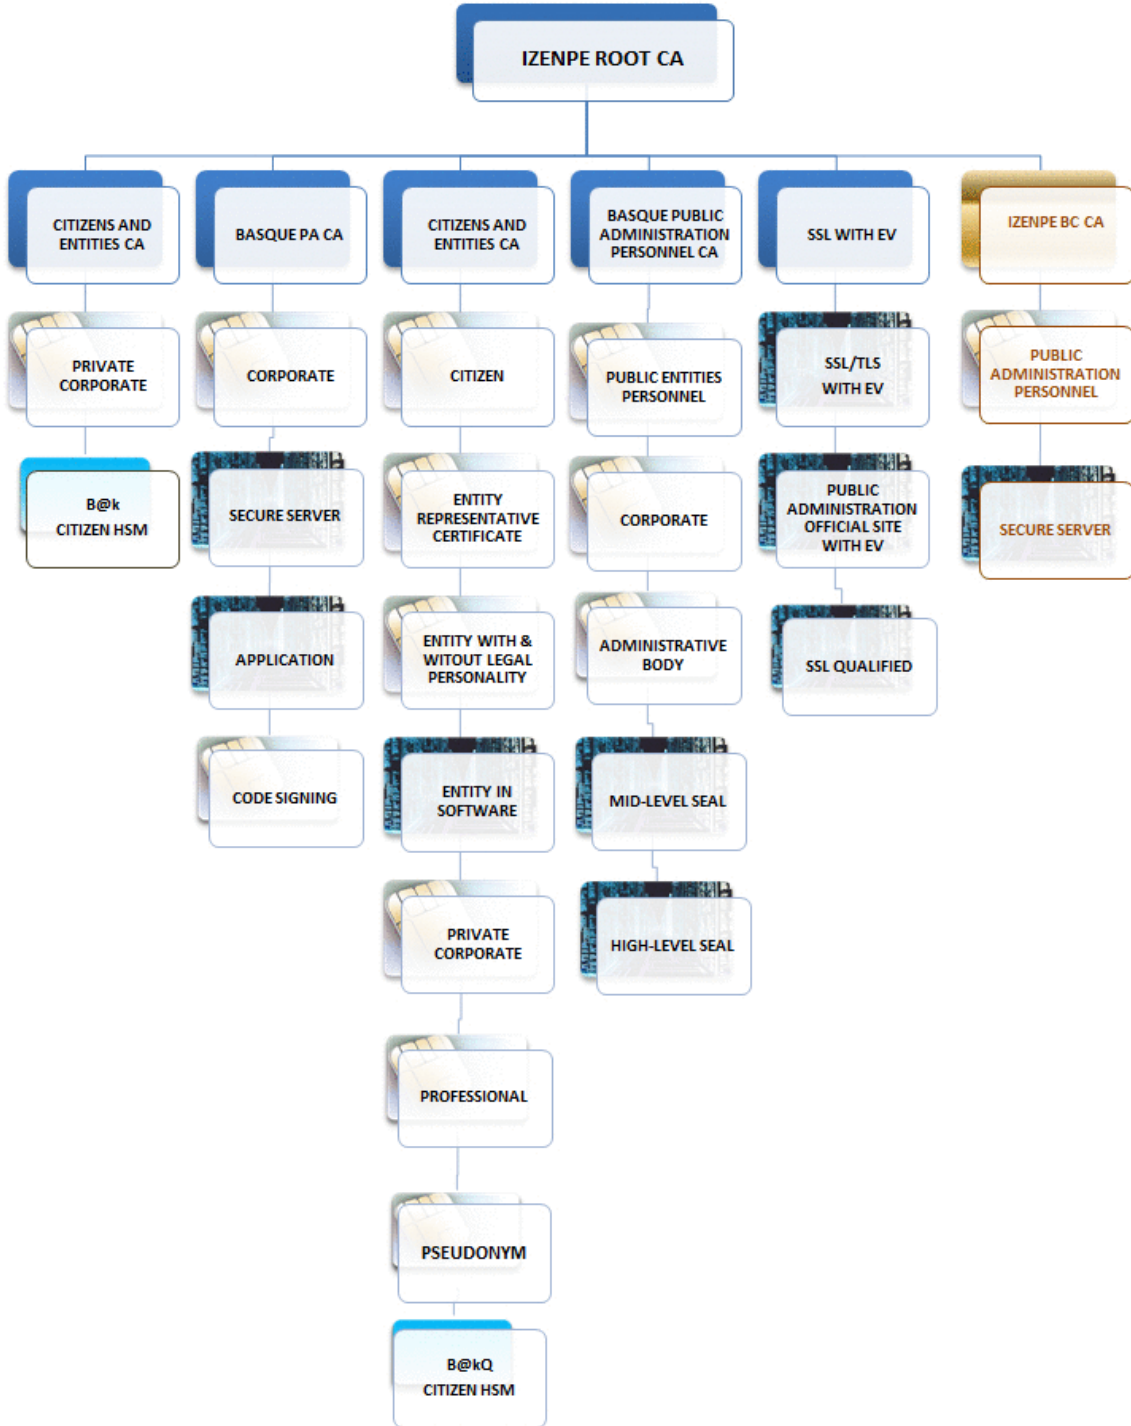 IZENPE ROOT CA
CITIZENS AND
ENTITIES CA
BASQUE PA CA
CITIZENS AND
ENTITIES CA
BASQUE PUBLIC
ADMINISTRATION
PERSONNEL CA
SSL WITH EV
IZENPE BC CA
PRIVATE
CORPORATE
CORPORATE
CITIZEN
PUBLIC ENTITIES
PERSONNEL
SSL/TLS
WITH EV
PUBLIC
ADMINISTRATION
PERSONNEL
B@k
CITIZEN HSM
SECURE SERVER
ENTITY
REPRESENTATIVE
CERTIFICATE
CORPORATE
PUBLIC
ADMINISTRATION
OFFICIAL SITE
WITH EV
SECURE SERVER
APPLICATION
ENTITY WITH &
WITOUT LEGAL
PERSONALITY
ADMINISTRATIVE
BODY
SSL QUALIFIED
CODE SIGNING
ENTITY IN
SOFTWARE
MID-LEVEL SEAL
PRIVATE
CORPORATE
HIGH-LEVEL SEAL
PROFESSIONAL
PSEUDONYM
B@kQ
CITIZEN HSM